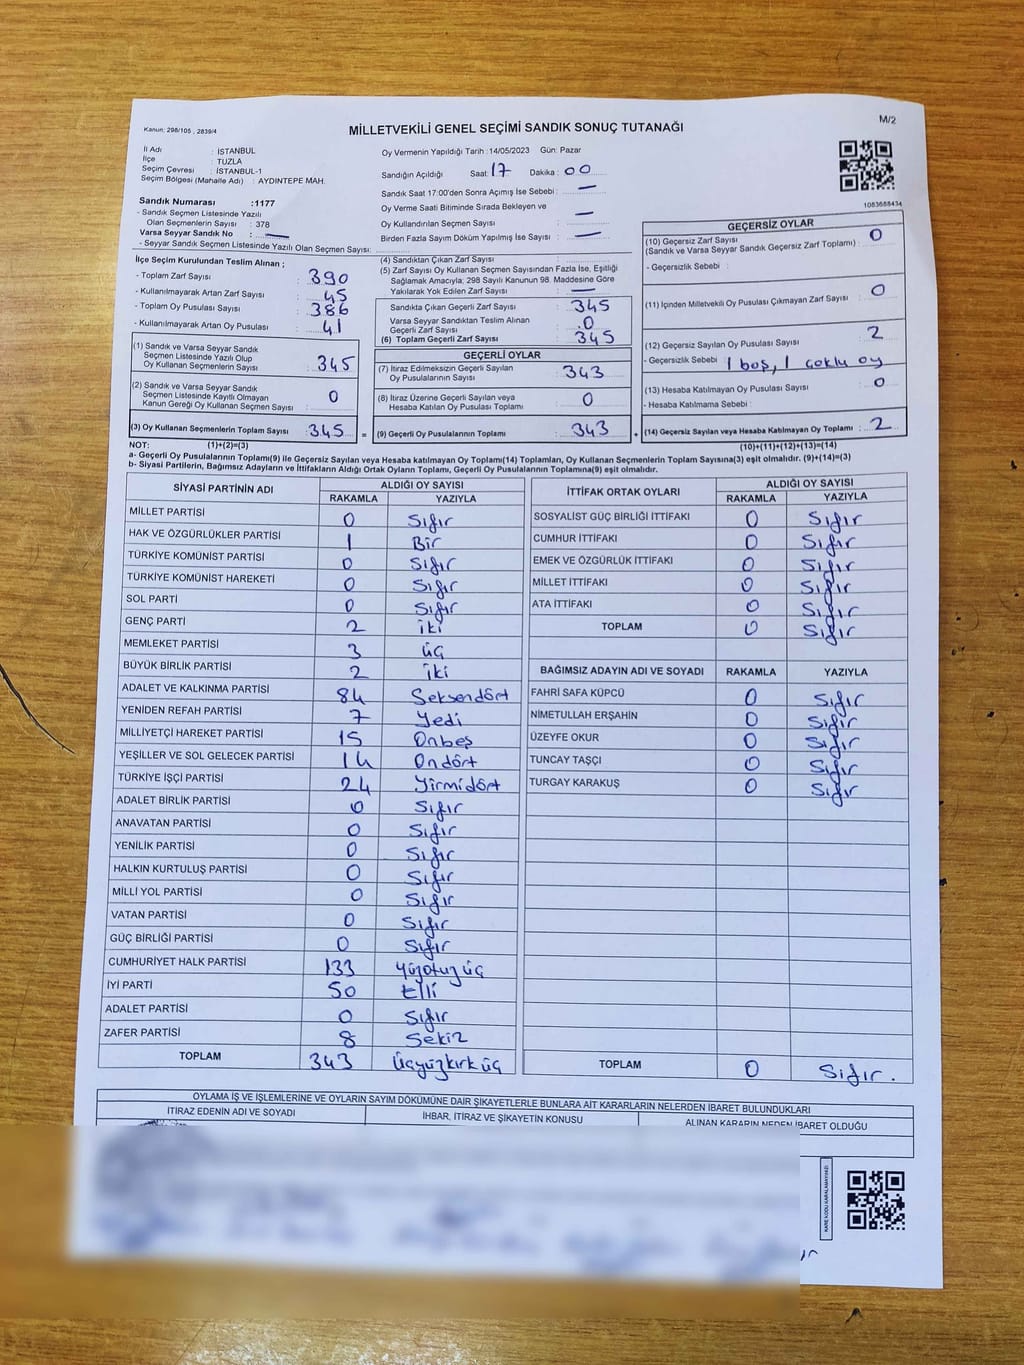 Kanun; 298/105 , 2839/4
M/2
MİLLETVEKİLİ GENEL SEÇİMİ SANDIK SONUÇ TUTANAĞI
İl Adı : İSTANBUL
İlçe : TUZLA
Seçim Çevresi : İSTANBUL-1
Seçim Bölgesi (Mahalle Adı) : AYDINTEPE MAH.
Oy Vermenin Yapıldığı Tarih :14/05/2023 Gün: Pazar
Sandığın Açıldığı Saat: 17 Dakika : 00
Sandık Saat 17:00'den Sonra Açımış İse Sebebi : —
Oy Verme Saati Bitiminde Sırada Bekleyen ve
Oy Kullandırılan Seçmen Sayısı : —
Birden Fazla Sayım Döküm Yapılmış İse Sayısı : —
1083688434
Sandık Numarası :1177
- Sandık Seçmen Listesinde Yazılı
Olan Seçmenlerin Sayısı : 378
Varsa Seyyar Sandık No : —
- Seyyar Sandık Seçmen Listesinde Yazılı Olan Seçmen Sayısı:
İlçe Seçim Kurulundan Teslim Alınan ;
- Toplam Zarf Sayısı : 390
- Kullanılmayarak Artan Zarf Sayısı : 45
- Toplam Oy Pusulası Sayısı : 386
- Kullanılmayarak Artan Oy Pusulası : 41
(1) Sandık ve Varsa Seyyar Sandık
Seçmen Listesinde Yazılı Olup
Oy Kullanan Seçmenlerin Sayısı : 345
(2) Sandık ve Varsa Seyyar Sandık
Seçmen Listesinde Kayıtlı Olmayan
Kanun Gereği Oy Kullanan Seçmen Sayısı : 0
(3) Oy Kullanan Seçmenlerin Toplam Sayısı : 345
(4) Sandıktan Çıkan Zarf Sayısı :
(5) Zarf Sayısı Oy Kullanan Seçmen Sayısından Fazla İse, Eşitliği
Sağlamak Amacıyla; 298 Sayılı Kanunun 98. Maddesine Göre
Yakılarak Yok Edilen Zarf Sayısı : —
Sandıkta Çıkan Geçerli Zarf Sayısı : 345
Varsa Seyyar Sandıktan Teslim Alınan
Geçerli Zarf Sayısı : 0
(6) Toplam Geçerli Zarf Sayısı : 345
GEÇERLİ OYLAR
(7) İtiraz Edilmeksizin Geçerli Sayılan
Oy Pusulalarının Sayısı : 343
(8) İtiraz Üzerine Geçerli Sayılan veya
Hesaba Katılan Oy Pusulası Toplamı : 0
= (9) Geçerli Oy Pusulalarının Toplamı : 343
GEÇERSİZ OYLAR
(10) Geçersiz Zarf Sayısı
(Sandık ve Varsa Seyyar Sandık Geçersiz Zarf Toplamı) : 0
- Geçersizlik Sebebi :
(11) İçinden Milletvekili Oy Pusulası Çıkmayan Zarf Sayısı : 0
(12) Geçersiz Sayılan Oy Pusulası Sayısı : 2
- Geçersizlik Sebebi : 1 boş, 1 çoklu oy
(13) Hesaba Katılmayan Oy Pusulası Sayısı : 0
- Hesaba Katılmama Sebebi :
+ (14) Geçersiz Sayılan veya Hesaba Katılmayan Oy Toplamı : 2
NOT: (1)+(2)=(3) (10)+(11)+(12)+(13)=(14)
a- Geçerli Oy Pusulalarının Toplamı(9) ile Geçersiz Sayılan veya Hesaba Katılmayan Oy Toplamı(14) Toplamları, Oy Kullanan Seçmenlerin Toplam Sayısına(3) eşit olmalıdır. (9)+(14)=(3)
b- Siyasi Partilerin, Bağımsız Adayların ve İttifakların Aldığı Ortak Oyların Toplamı, Geçerli Oy Pusulalarının Toplamına(9) eşit olmalıdır.
SİYASİ PARTİNİN ADI ALDIĞI OY SAYISI
RAKAMLA YAZIYLA
MİLLET PARTİSİ 0 Sıfır
HAK VE ÖZGÜRLÜKLER PARTİSİ 1 Bir
TÜRKİYE KOMÜNİST PARTİSİ 0 Sıfır
TÜRKİYE KOMÜNİST HAREKETİ 0 Sıfır
SOL PARTİ 0 Sıfır
GENÇ PARTİ 2 iki
MEMLEKET PARTİSİ 3 üç
BÜYÜK BİRLİK PARTİSİ 2 iki
ADALET VE KALKINMA PARTİSİ 84 Seksendört
YENİDEN REFAH PARTİSİ 7 Yedi
MİLLİYETÇİ HAREKET PARTİSİ 15 Onbeş
YEŞİLLER VE SOL GELECEK PARTİSİ 14 Ondört
TÜRKİYE İŞÇİ PARTİSİ 24 Yirmidört
ADALET BİRLİK PARTİSİ 0 Sıfır
ANAVATAN PARTİSİ 0 Sıfır
YENİLİK PARTİSİ 0 Sıfır
HALKIN KURTULUŞ PARTİSİ 0 Sıfır
MİLLİ YOL PARTİSİ 0 Sıfır
VATAN PARTİSİ 0 Sıfır
GÜÇ BİRLİĞİ PARTİSİ 0 Sıfır
CUMHURİYET HALK PARTİSİ 133 Yüzotuzüç
İYİ PARTİ 50 Elli
ADALET PARTİSİ 0 Sıfır
ZAFER PARTİSİ 8 Sekiz
TOPLAM 343 Üçyüzkırküç
İTTİFAK ORTAK OYLARI ALDIĞI OY SAYISI
RAKAMLA YAZIYLA
SOSYALİST GÜÇ BİRLİĞİ İTTİFAKI 0 Sıfır
CUMHUR İTTİFAKI 0 Sıfır
EMEK VE ÖZGÜRLÜK İTTİFAKI 0 Sıfır
MİLLET İTTİFAKI 0 Sıfır
ATA İTTİFAKI 0 Sıfır
TOPLAM 0 Sıfır
BAĞIMSIZ ADAYIN ADI VE SOYADI RAKAMLA YAZIYLA
FAHRİ SAFA KÜPCÜ 0 Sıfır
NİMETULLAH ERŞAHİN 0 Sıfır
ÜZEYFE OKUR 0 Sıfır
TUNCAY TAŞÇI 0 Sıfır
TURGAY KARAKUŞ 0 Sıfır
TOPLAM 0 Sıfır.
OYLAMA İŞ VE İŞLEMLERİNE VE OYLARIN SAYIM DÖKÜMÜNE DAİR ŞİKAYETLERLE BUNLARA AİT KARARLARIN NELERDEN İBARET BULUNDUKLARI
İTİRAZ EDENİN ADI VE SOYADI İHBAR, İTİRAZ VE ŞİKAYETİN KONUSU ALINAN KARARIN NEDEN İBARET OLDUĞU
KARE KODU KARALAMAYINIZ!